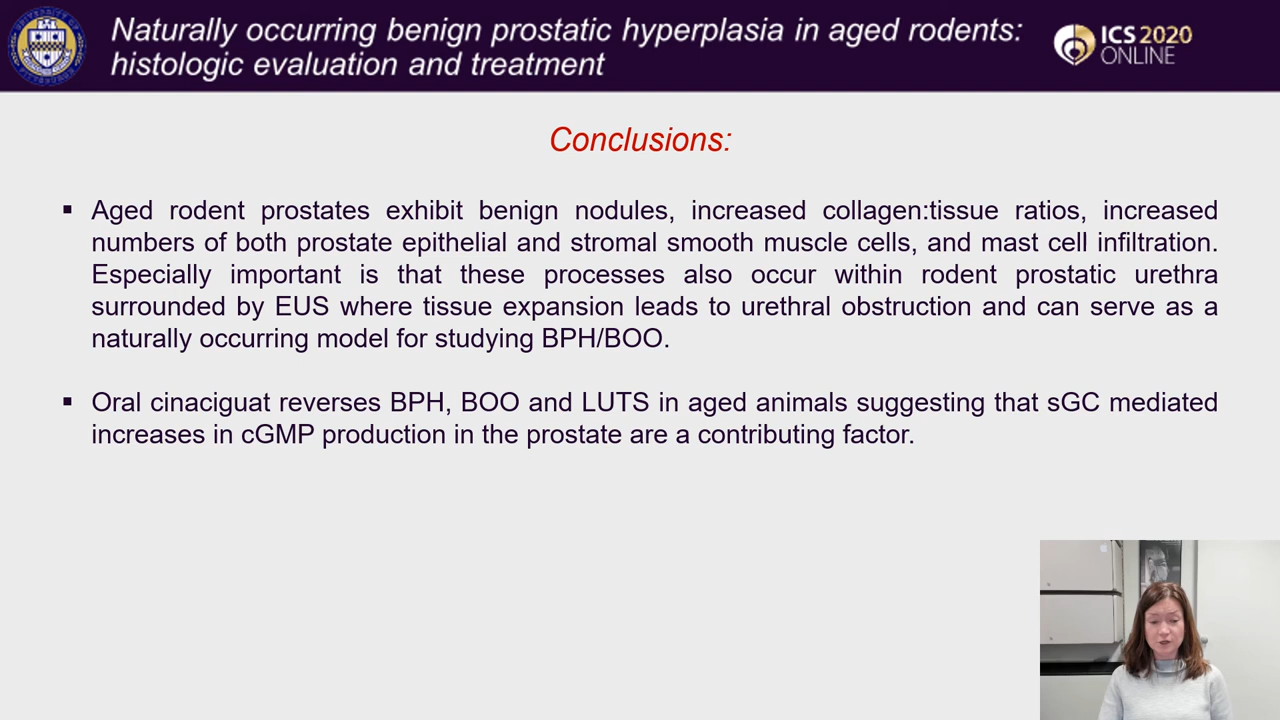 Naturally occurring benign prostatic hyperplasia in aged rodents:
histologic evaluation and treatment
ICS 2020
ONLINE
Conclusions:
▪ Aged rodent prostates exhibit benign nodules, increased collagen:tissue ratios, increased
numbers of both prostate epithelial and stromal smooth muscle cells, and mast cell infiltration.
Especially important is that these processes also occur within rodent prostatic urethra
surrounded by EUS where tissue expansion leads to urethral obstruction and can serve as a
naturally occurring model for studying BPH/BOO.
▪ Oral cinaciguat reverses BPH, BOO and LUTS in aged animals suggesting that sGC mediated
increases in cGMP production in the prostate are a contributing factor.